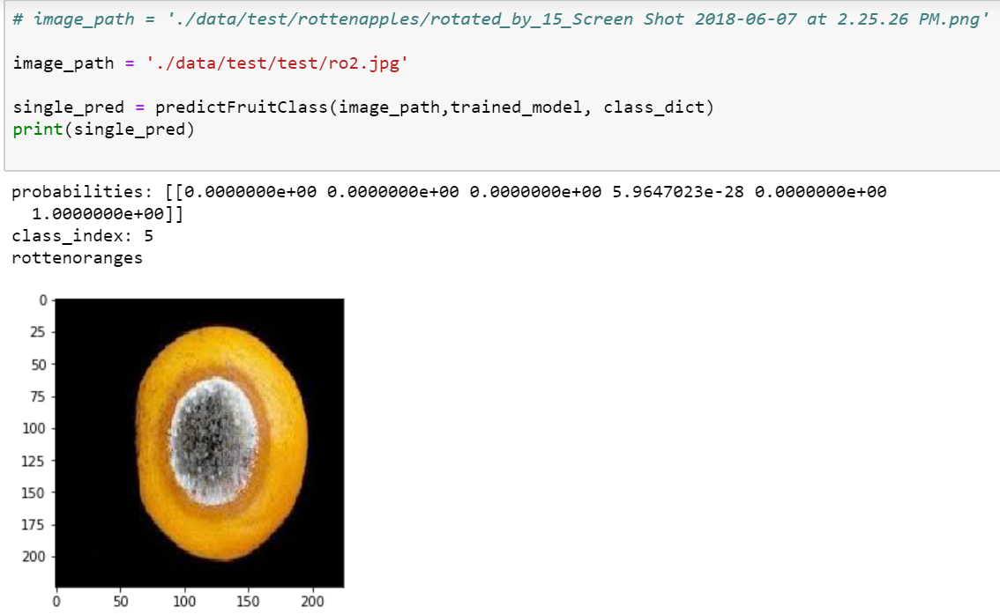 # image_path = './data/test/rottenapples/rotated_by_15_Screen Shot 2018-06-07 at 2.25.26 PM.png'
image_path = './data/test/test/ro2.jpg'
single_pred = predictFruitClass(image_path,trained_model, class_dict)
print(single_pred)
probabilities: [[0.0000000e+00 0.0000000e+00 0.0000000e+00 5.9647023e-28 0.0000000e+00
1.0000000e+00]]
class_index: 5
rottenoranges
0
25
50
75
100
125
150
175
200
0 50 100 150 200